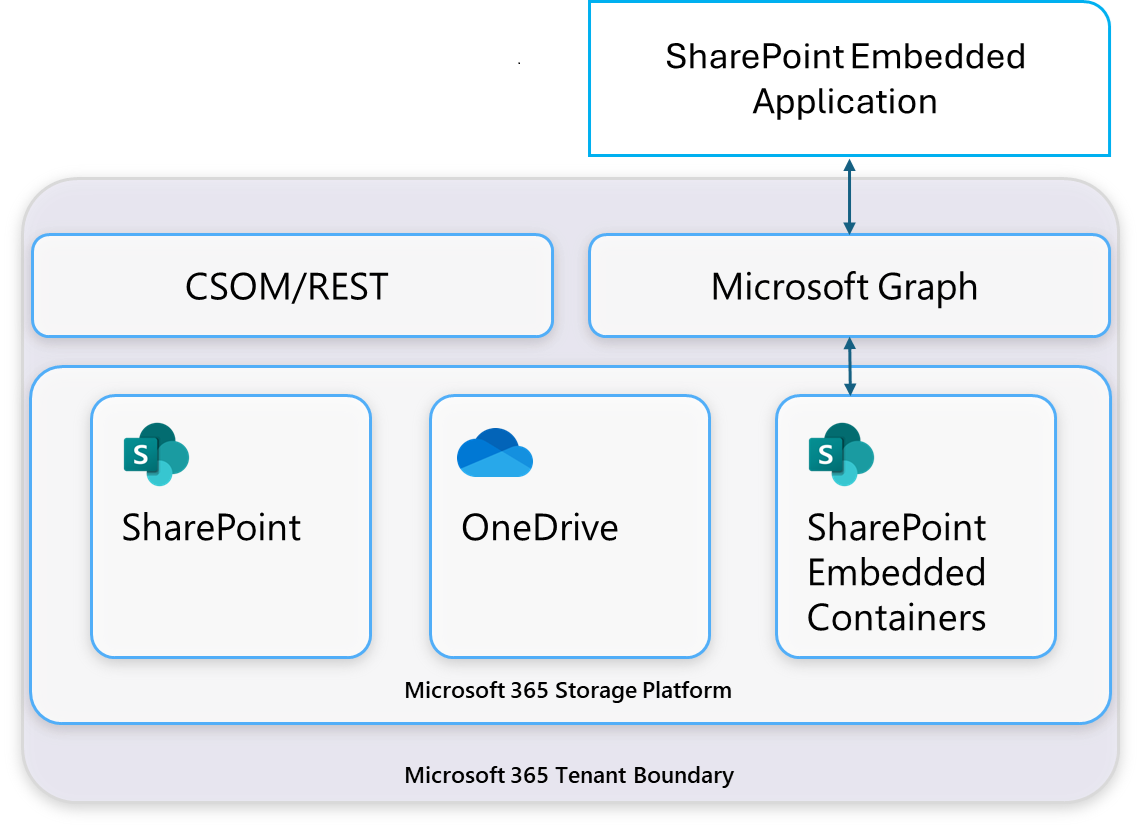 SharePoint Embedded
Application
CSOM/REST
Microsoft Graph
S
SharePoint
OneDrive
S
SharePoint
Embedded
Containers
Microsoft 365 Storage Platform
Microsoft 365 Tenant Boundary